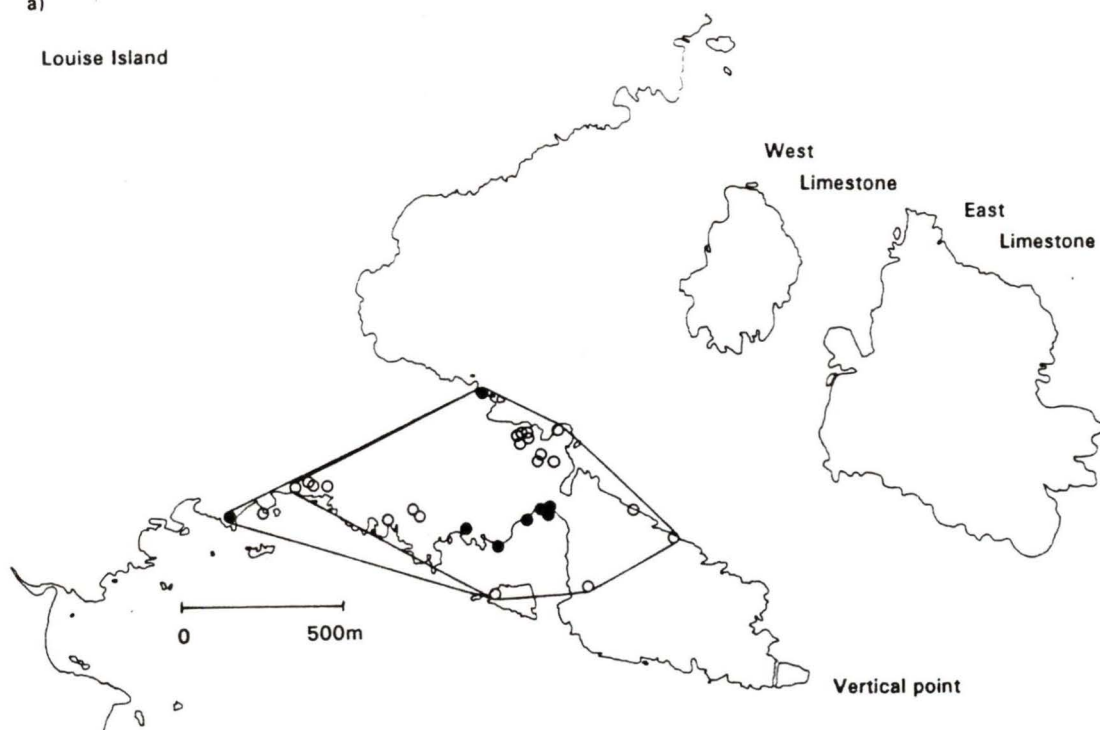 a)
Louise Island
West
Limestone
East
Limestone
0
500m
Vertical point